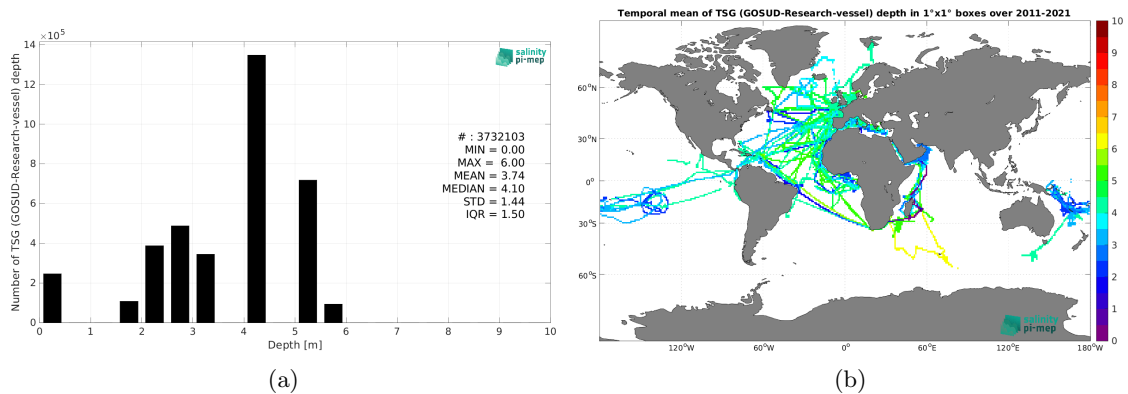 Number of TSG (GOSUD-Research-vessel) depth
×10⁵
14
12
10
8
6
4
2
0
0 1 2 3 4 5 6 7 8 9 10
Depth [m]
salinity
pi-mep
# : 3732103
MIN = 0.00
MAX = 6.00
MEAN = 3.74
MEDIAN = 4.10
STD = 1.44
IQR = 1.50
(a)
Temporal mean of TSG (GOSUD-Research-vessel) depth in 1°x1° boxes over 2011-2021
60°N
30°N
0°
30°S
60°S
120°W 60°W 0° 60°E 120°E 180°W
salinity
pi-mep
10
9
8
7
6
5
4
3
2
1
0
(b)